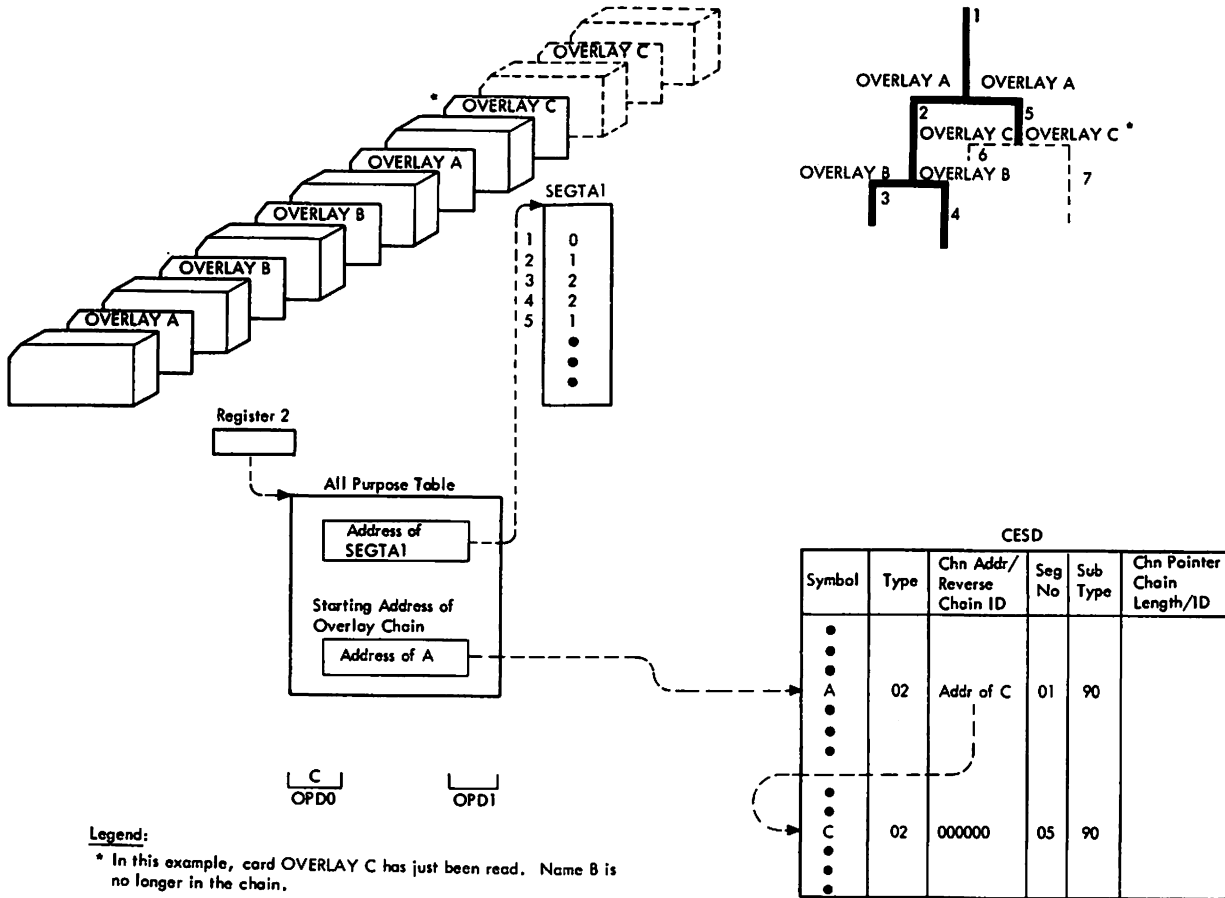 OVERLAY C
* OVERLAY C
OVERLAY A
OVERLAY B
OVERLAY B
OVERLAY A
1
OVERLAY A OVERLAY A
2 5
OVERLAY C OVERLAY C *
6
OVERLAY B OVERLAY B 7
3 4
SEGTA1
1 0
2 1
3 2
4 2
5 1
Register 2
All Purpose Table
Address of
SEGTA1
Starting Address of
Overlay Chain
Address of A
C
OPD0 OPD1
CESD
Symbol Type Chn Addr/ Reverse Chain ID Seg No Sub Type Chn Pointer Chain Length/ID
A 02 Addr of C 01 90
C 02 000000 05 90
Legend:
* In this example, card OVERLAY C has just been read. Name B is
no longer in the chain.